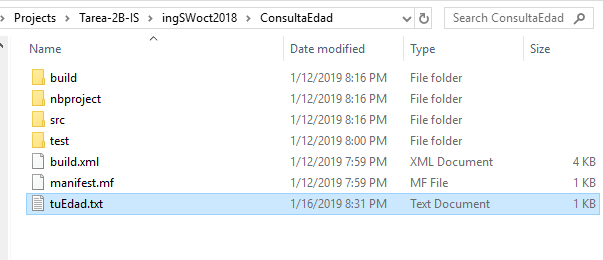 Projects > Tarea-2B-IS > ingSWoct2018 > ConsultaEdad Search ConsultaEdad
Name Date modified Type Size
build 1/12/2019 8:16 PM File folder
nbproject 1/12/2019 8:16 PM File folder
src 1/12/2019 8:16 PM File folder
test 1/12/2019 8:00 PM File folder
build.xml 1/12/2019 7:59 PM XML Document 4 KB
manifest.mf 1/12/2019 7:59 PM MF File 1 KB
tuEdad.txt 1/16/2019 8:31 PM Text Document 1 KB